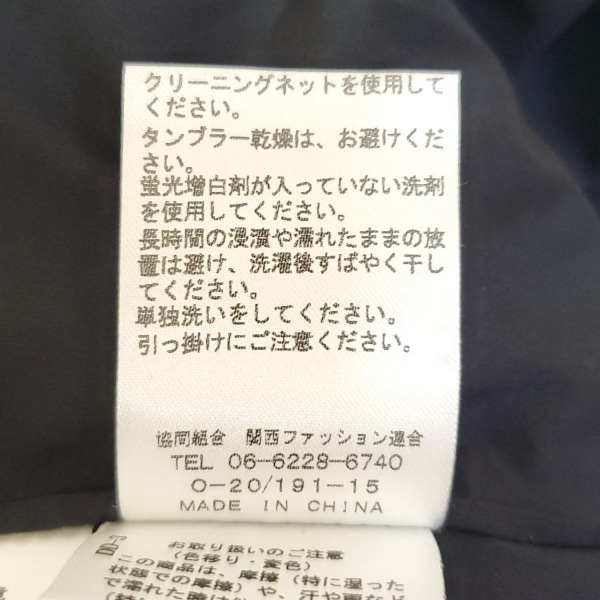 クリーニングネットを使用して
ください。
タンブラー乾燥は、お避けくだ
さい。
蛍光増白剤が入っていない洗剤
を使用してください。
長時間の浸漬や濡れたままの放
置は避け、洗濯後すばやく干し
てください。
単独洗いをしてください。
引っ掛けにご注意ください。
協同組合 関西ファッション連合
TEL 06-6228-6740
O-20/191-15
MADE IN CHINA
お取り扱いのご注意
(色移り・変色)
この商品は、摩擦(特に湿った
状態での摩擦)や、汗や雨など